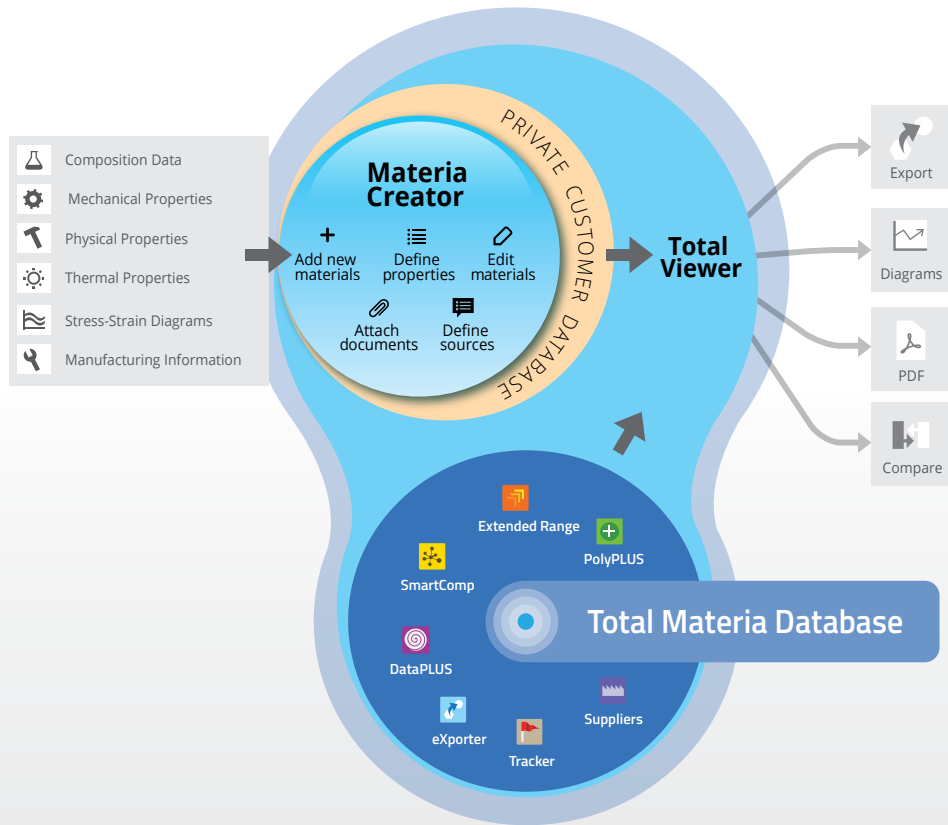 Composition Data
Mechanical Properties
Physical Properties
Thermal Properties
Stress-Strain Diagrams
Manufacturing Information
Materia
Creator
Add new
materials
Define
properties
Edit
materials
Attach
documents
Define
sources
PRIVATE CUSTOMER DATABASE
Total
Viewer
Export
Diagrams
PDF
Compare
Extended Range
PolyPLUS
SmartComp
Total Materia Database
DataPLUS
Suppliers
eXporter
Tracker